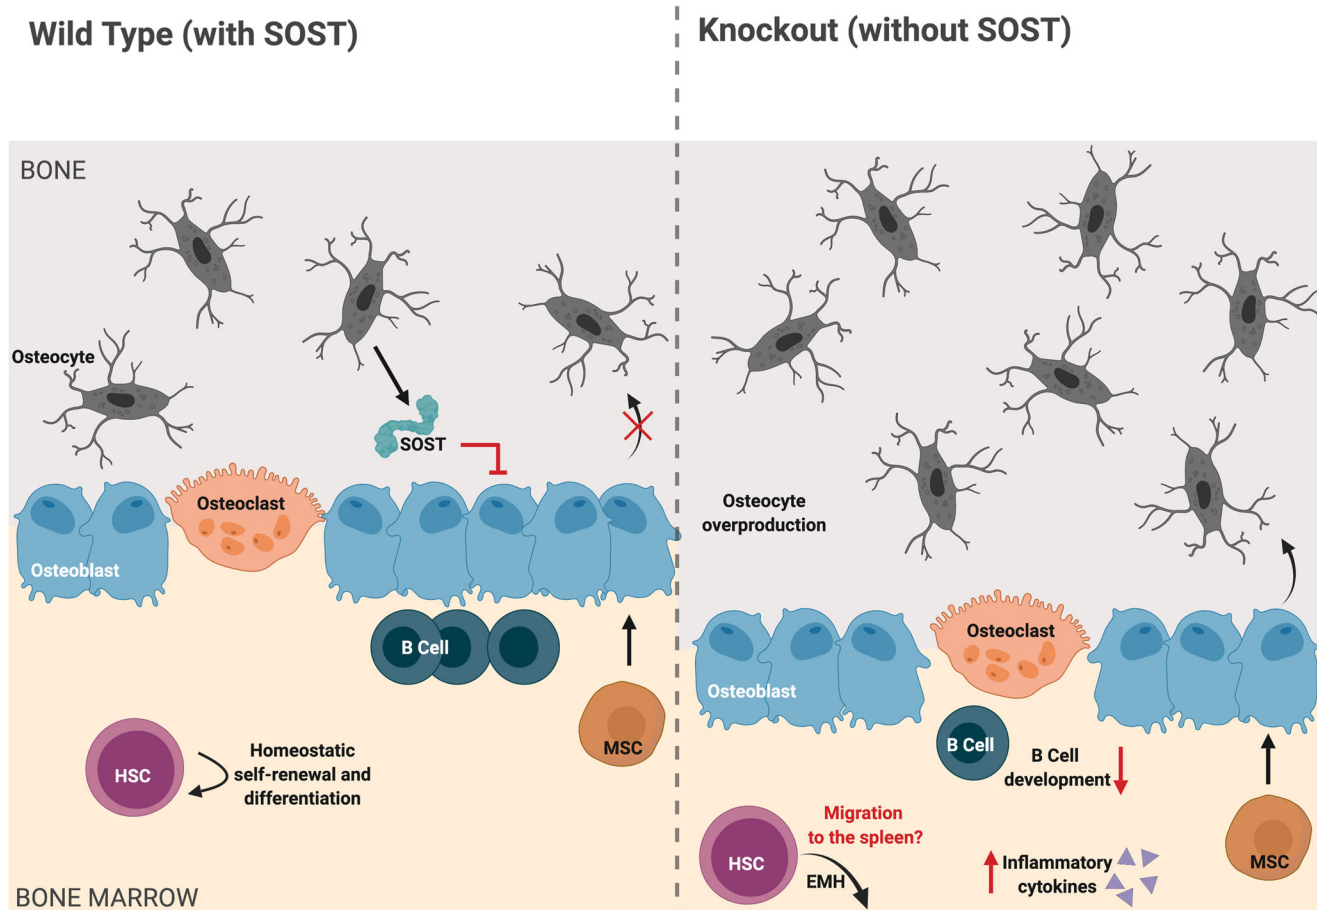 Wild Type (with SOST)
Knockout (without SOST)
BONE
Osteocyte
SOST
Osteoclast
Osteoblast
B Cell
MSC
HSC
Homeostatic
self-renewal and
differentiation
BONE MARROW
Osteocyte
overproduction
Osteoclast
Osteoblast
B Cell
B Cell
development
Migration
to the spleen?
HSC
EMH
Inflammatory
cytokines
MSC